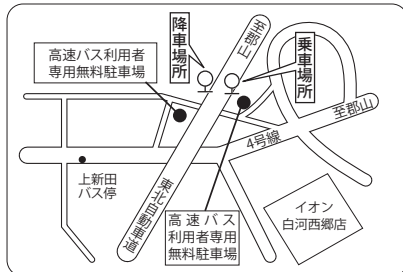 降車場所
至郡山
乗車場所
高速バス利用者
専用無料駐車場
至郡山
4号線
上新田
バス停
東北自動車道
高速バス
利用者専用
無料駐車場
イオン
白河西郷店